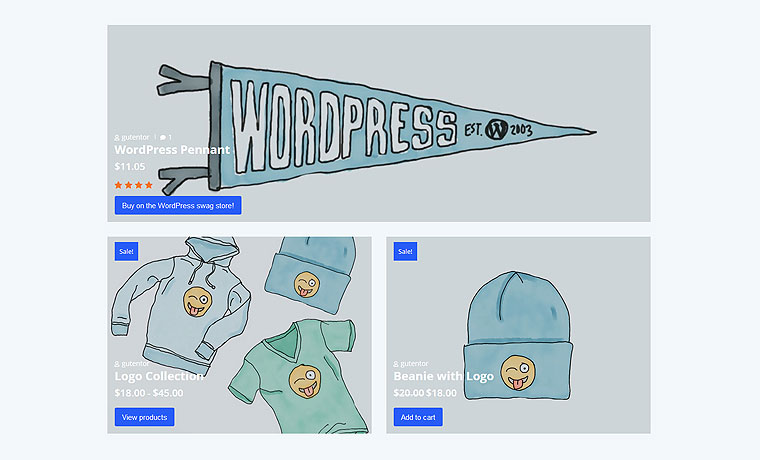 WORDPRESS EST. W 2003
gutentor 1
WordPress Pennant
$11.05
Buy on the WordPress swag store!
Sale!
gutentor
Logo Collection
$18.00 - $45.00
View products
Sale!
gutentor
Beanie with Logo
$20.00 $18.00
Add to cart